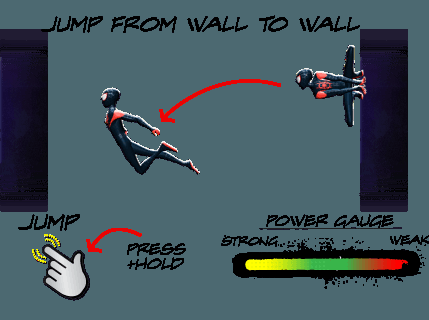 JUMP FROM WALL TO WALL
JUMP
PRESS
+HOLD
POWER GAUGE
STRONG
WEAK